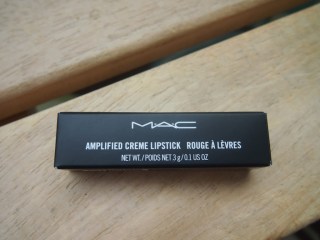 MAC
AMPLIFIED CREME LIPSTICK ROUGE À LÈVRES
NET WT./POIDS NET 3 g/0.1 US OZ